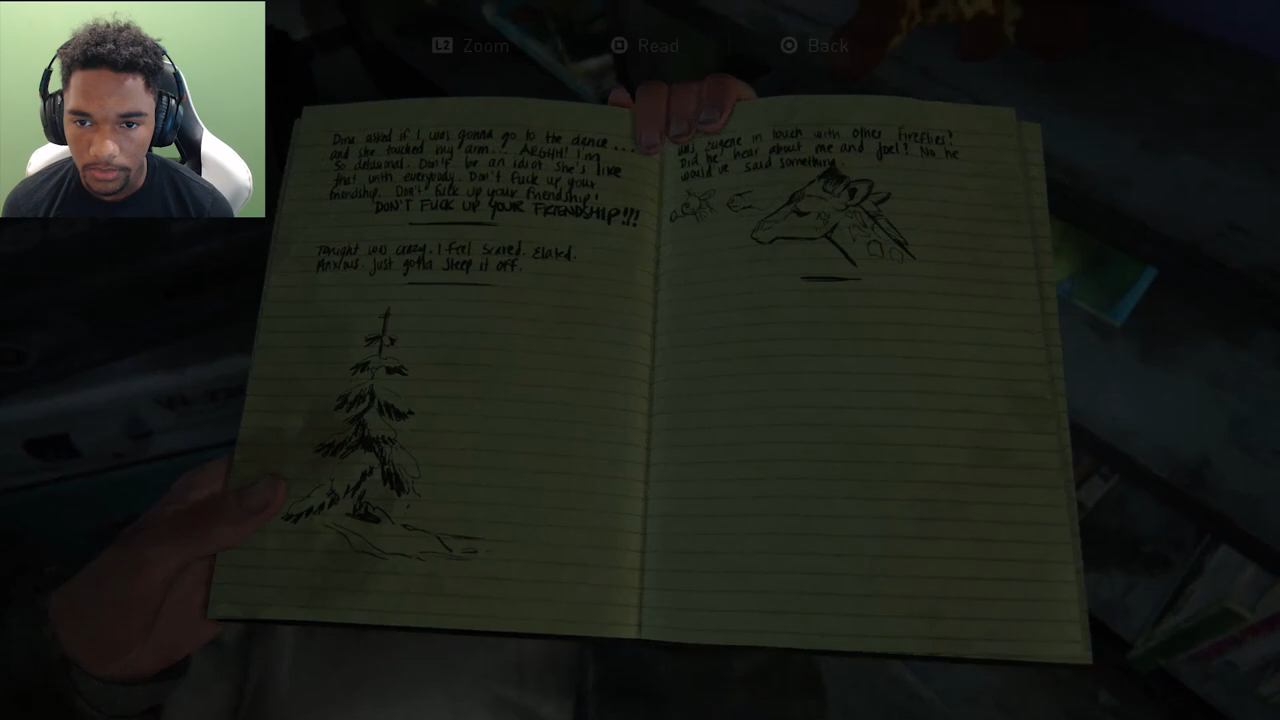 L2 Zoom
Read
Back
Dina asked if I was gonna go to the dance ...
and she touched my arm... ARGHH! I'm
so delusional. Don't be an idiot she's like
that with everybody. Don't fuck up your
friendship. Don't fuck up your friendship!
DON'T FUCK UP YOUR FRIENDSHIP!!!
Tonight was crazy. I feel scared. Elated.
Anxious. Just gotta sleep it off.
Was Eugene in touch with other Fireflies?
Did he hear about me and Joel? No he
would've said something.